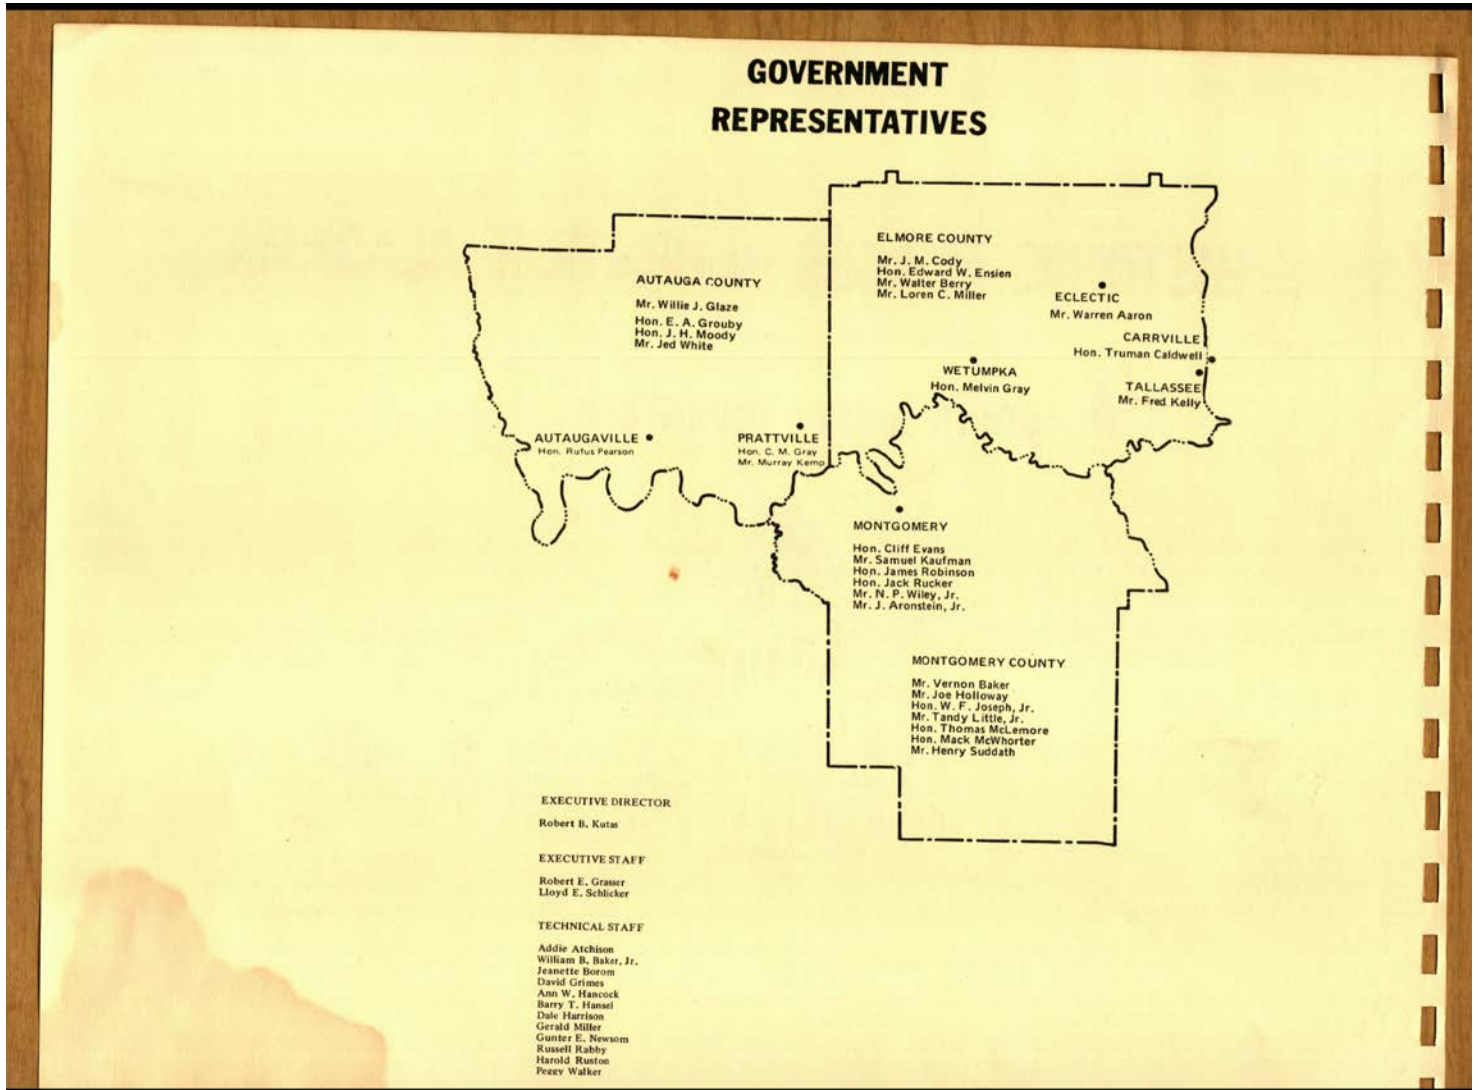 GOVERNMENT
REPRESENTATIVES
ELMORE COUNTY
Mr. J. M. Cody
Hon. Edward W. Ensien
Mr. Walter Berry
Mr. Loren C. Miller
AUTAUGA COUNTY
Mr. Willie J. Glaze
Hon. E. A. Grouby
Hon. J. H. Moody
Mr. Jed White
ECLECTIC
Mr. Warren Aaron
CARRVILLE
Hon. Truman Caldwell
WETUMPKA
Hon. Melvin Gray
TALLASSEE
Mr. Fred Kelly
AUTAUGAVILLE
Hon. Rufus Pearson
PRATTVILLE
Hon. C. M. Gray
Mr. Murray Kemp
MONTGOMERY
Hon. Cliff Evans
Mr. Samuel Kaufman
Hon. James Robinson
Hon. Jack Rucker
Mr. N. P. Wiley, Jr.
Mr. J. Aronstein, Jr.
MONTGOMERY COUNTY
Mr. Vernon Baker
Mr. Joe Holloway
Hon. W. F. Joseph, Jr.
Mr. Tandy Little, Jr.
Hon. Thomas McLemore
Hon. Mack McWhorter
Mr. Henry Suddath
EXECUTIVE DIRECTOR
Robert B. Kutas
EXECUTIVE STAFF
Robert E. Grasser
Lloyd E. Schlicker
TECHNICAL STAFF
Addie Atchison
William B. Baker, Jr.
Jeanette Borom
David Grimes
Ann W. Hancock
Barry T. Hansel
Dale Harrison
Gerald Miller
Gunter E. Newsom
Russell Rabby
Harold Ruston
Peggy Walker